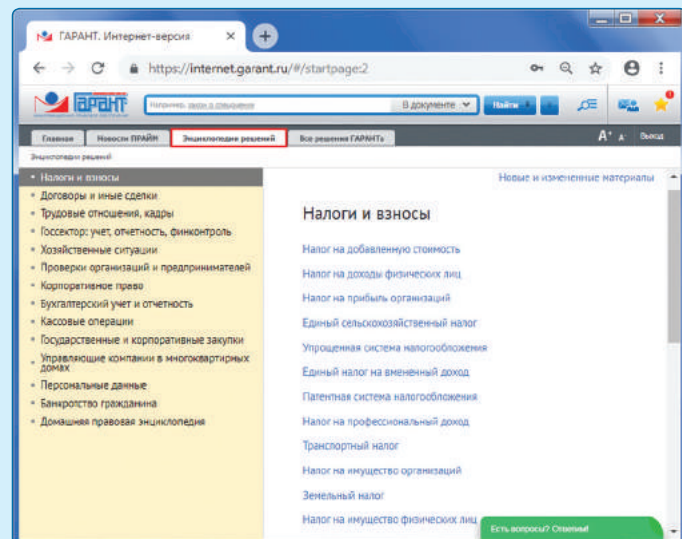 ГАРАНТ. Интернет-версия
https://internet.garant.ru/#/startpage:2
ГАРАНТ
Например, закон о страховании
В документе
Найти
Главная Новости ПРАЙМ Энциклопедия решений Все решения ГАРАНТа А⁺ А⁻ Выход
Энциклопедия решений
Налоги и взносы
Договоры и иные сделки
Трудовые отношения, кадры
Госсектор: учет, отчетность, финконтроль
Хозяйственные ситуации
Проверки организаций и предпринимателей
Корпоративное право
Бухгалтерский учет и отчетность
Кассовые операции
Государственные и корпоративные закупки
Управляющие компании в многоквартирных
домах
Персональные данные
Банкротство гражданина
Домашняя правовая энциклопедия
Новые и измененные материалы
Налоги и взносы
Налог на добавленную стоимость
Налог на доходы физических лиц
Налог на прибыль организаций
Единый сельскохозяйственный налог
Упрощенная система налогообложения
Единый налог на вмененный доход
Патентная система налогообложения
Налог на профессиональный доход
Транспортный налог
Налог на имущество организаций
Земельный налог
Налог на имущество физических лиц
Есть вопросы? Ответим!